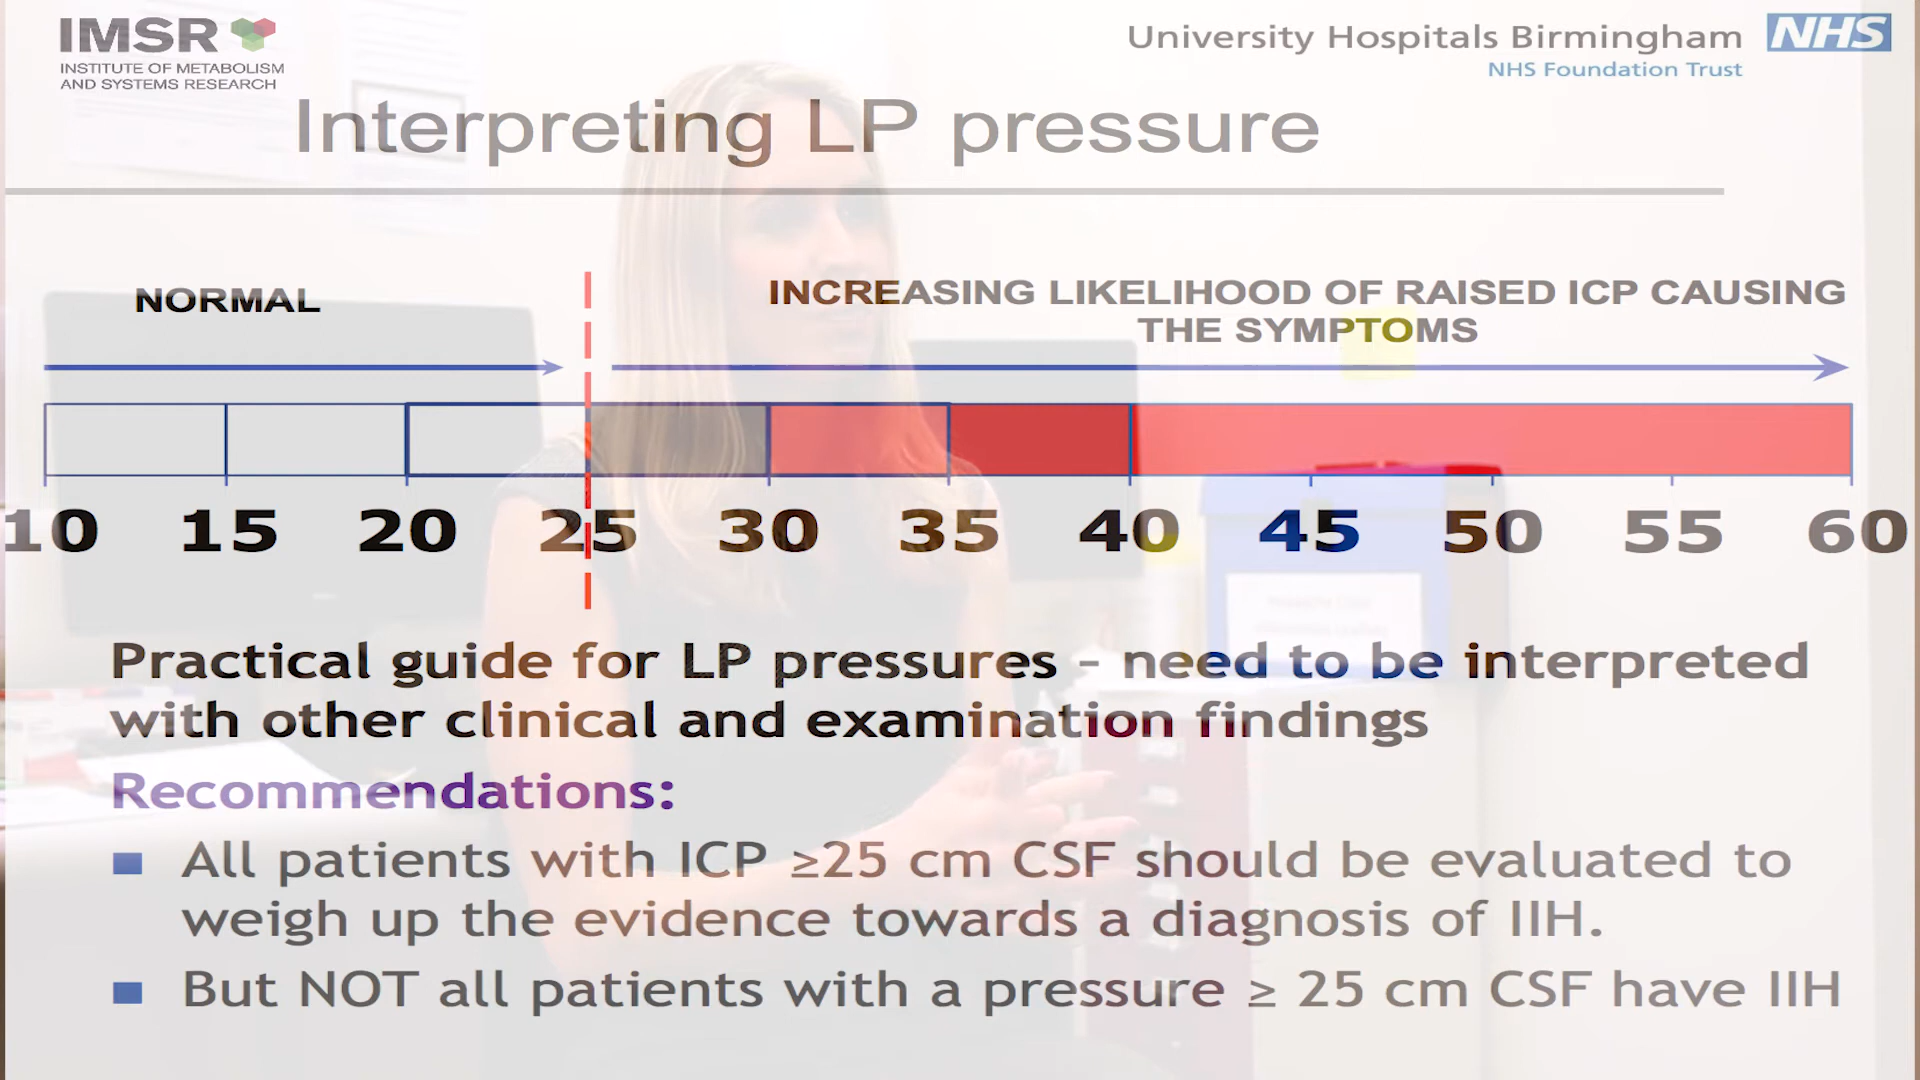 IMSR
INSTITUTE OF METABOLISM
AND SYSTEMS RESEARCH
University Hospitals Birmingham
NHS
NHS Foundation Trust
Interpreting LP pressure
NORMAL
INCREASING LIKELIHOOD OF RAISED ICP CAUSING
THE SYMPTOMS
10 15 20 25 30 35 40 45 50 55 60
Practical guide for LP pressures - need to be interpreted
with other clinical and examination findings
Recommendations:
■ All patients with ICP ≥25 cm CSF should be evaluated to
weigh up the evidence towards a diagnosis of IIH.
■ But NOT all patients with a pressure ≥ 25 cm CSF have IIH